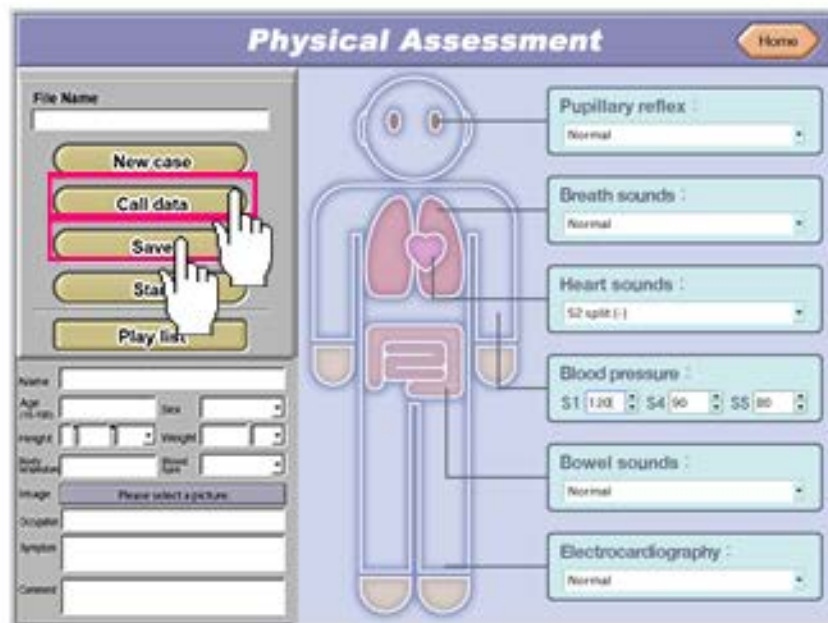 Physical Assessment
Home
File Name
New case
Call data
Save
Play list
Name
Age
Sex
Height
Weight
Body
Blood type
Image
Please select a picture
Symptom
Comment
Pupillary reflex :
Normal
Breath sounds :
Normal
Heart sounds :
S2 split (-)
Blood pressure :
S1 120 S4 90 S5 80
Bowel sounds :
Normal
Electrocardiography :
Normal